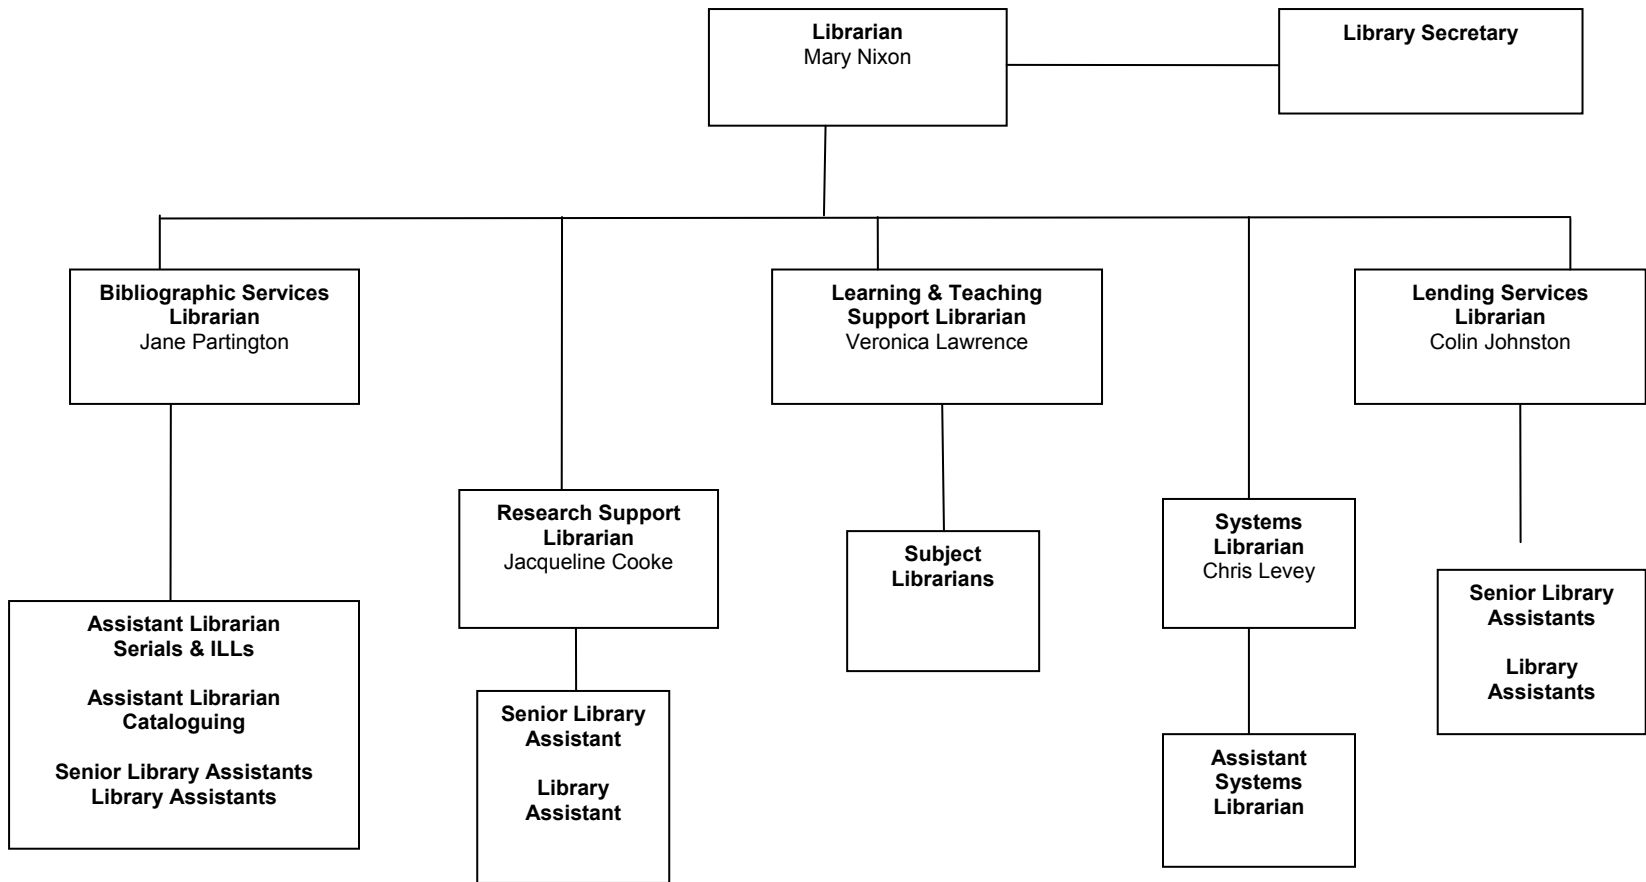 Librarian
Mary Nixon
Library Secretary
Bibliographic Services
Librarian
Jane Partington
Learning & Teaching
Support Librarian
Veronica Lawrence
Lending Services
Librarian
Colin Johnston
Research Support
Librarian
Jacqueline Cooke
Systems
Librarian
Chris Levey
Subject
Librarians
Senior Library
Assistants
Library
Assistants
Assistant Librarian
Serials & ILLs
Assistant Librarian
Cataloguing
Senior Library Assistants
Library Assistants
Senior Library
Assistant
Library
Assistant
Assistant
Systems
Librarian